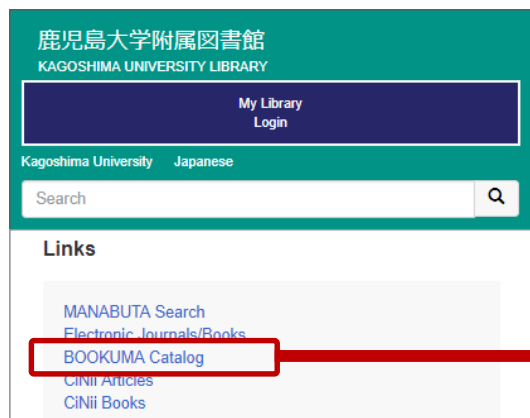 鹿児島大学附属図書館
KAGOSHIMA UNIVERSITY LIBRARY
My Library
Login
Kagoshima University Japanese
Search
Links
MANABUTA Search
Electronic Journals/Books
BOOKUMA Catalog
CiNii Articles
CiNii Books